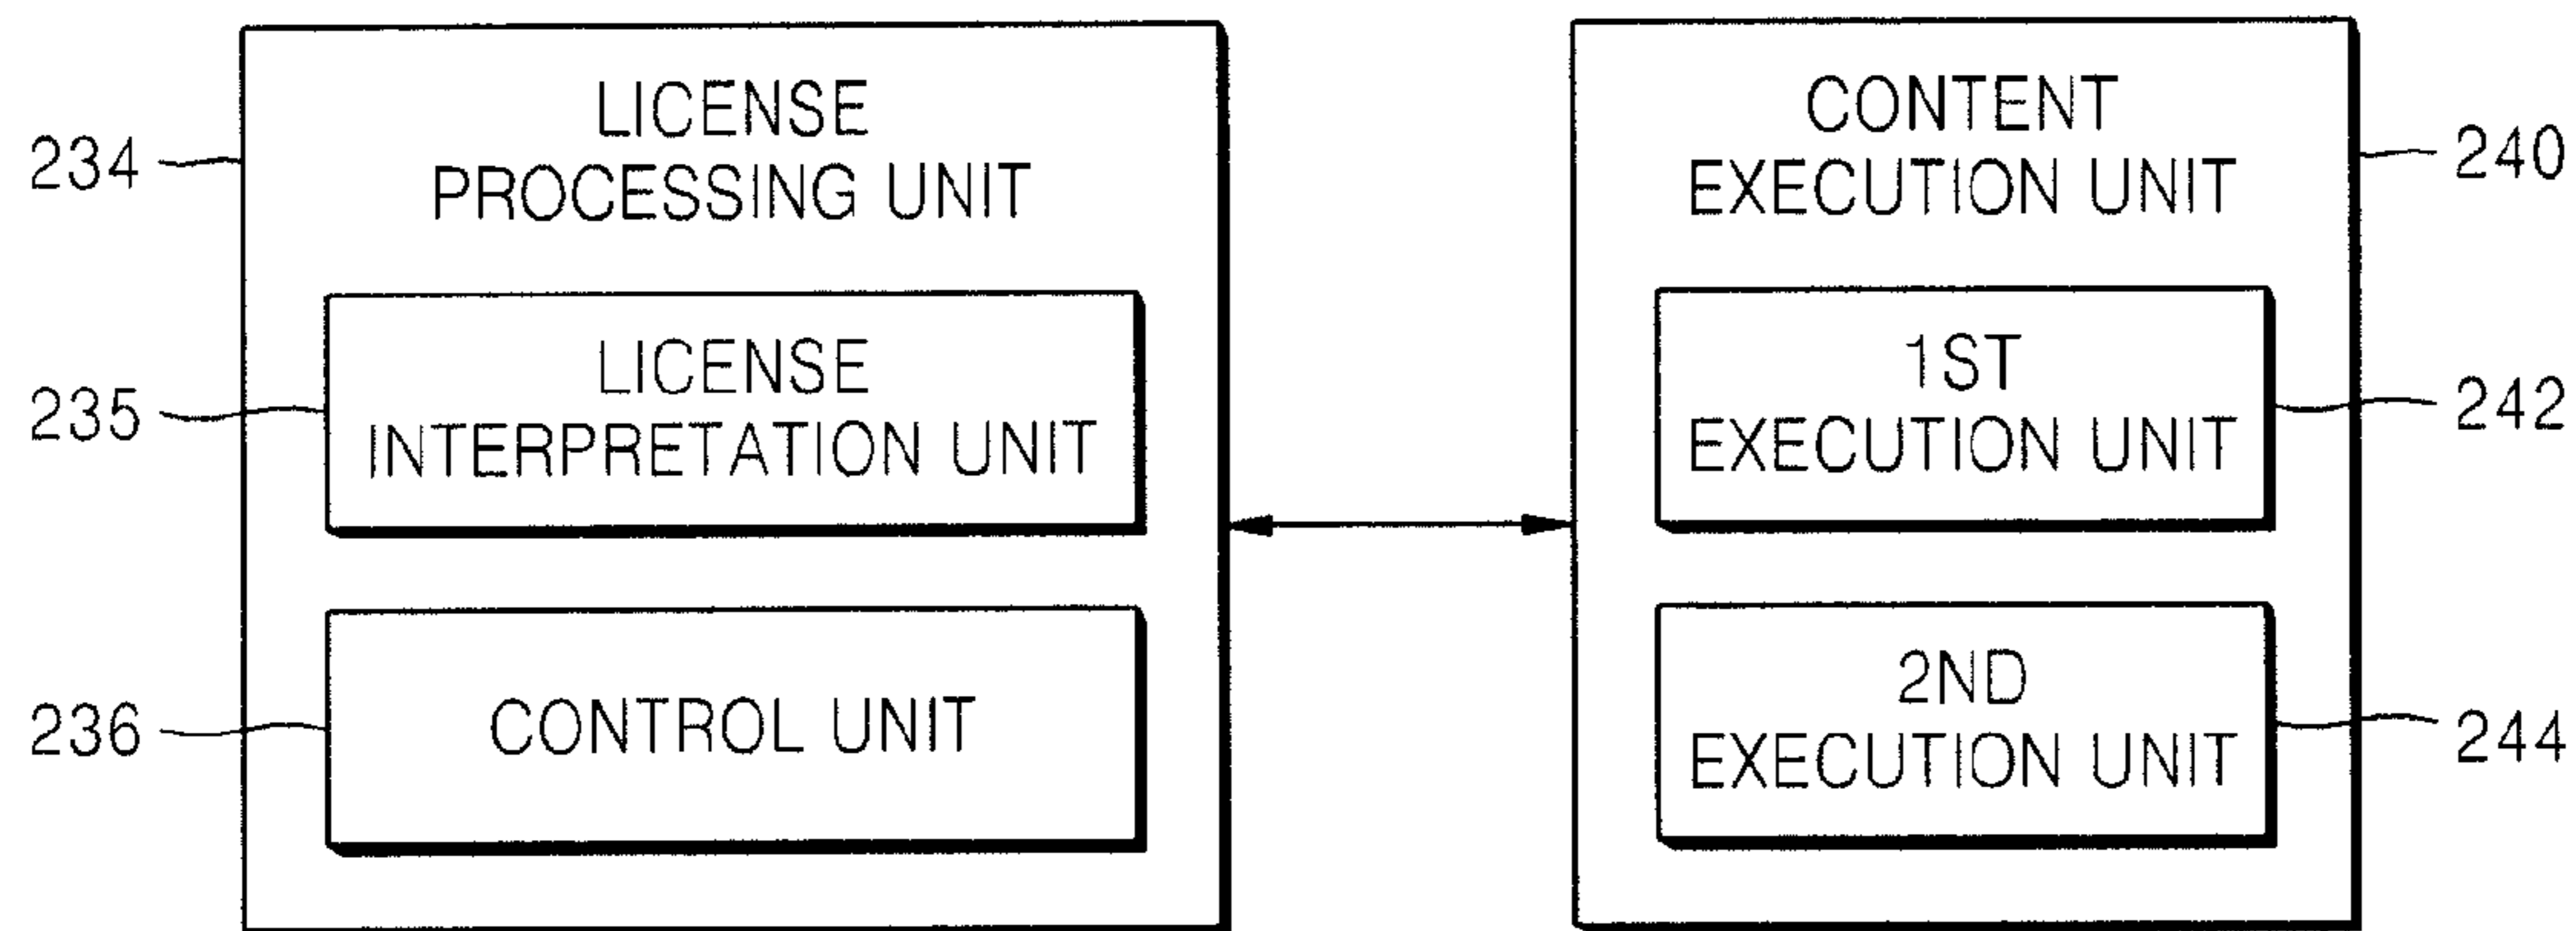 234
LICENSE
PROCESSING UNIT
235
LICENSE
INTERPRETATION UNIT
236
CONTROL UNIT
CONTENT
EXECUTION UNIT
240
1ST
EXECUTION UNIT
242
2ND
EXECUTION UNIT
244